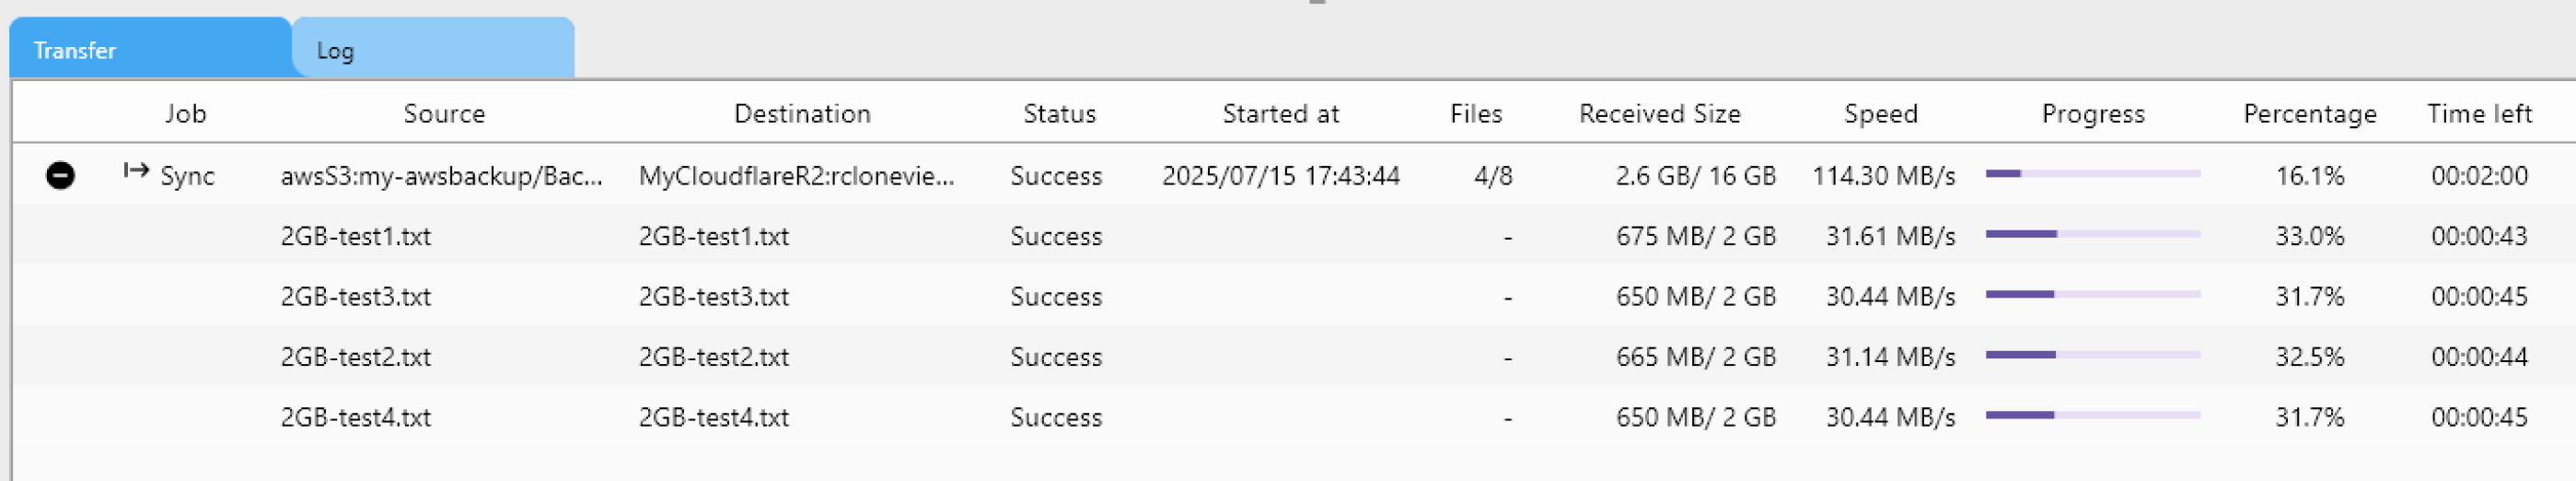 Transfer Log
Job Source Destination Status Started at Files Received Size Speed Progress Percentage Time left
Sync awsS3:my-awsbackup/Bac... MyCloudflareR2:rclonevie... Success 2025/07/15 17:43:44 4/8 2.6 GB/ 16 GB 114.30 MB/s 16.1% 00:02:00
2GB-test1.txt 2GB-test1.txt Success - 675 MB/ 2 GB 31.61 MB/s 33.0% 00:00:43
2GB-test3.txt 2GB-test3.txt Success - 650 MB/ 2 GB 30.44 MB/s 31.7% 00:00:45
2GB-test2.txt 2GB-test2.txt Success - 665 MB/ 2 GB 31.14 MB/s 32.5% 00:00:44
2GB-test4.txt 2GB-test4.txt Success - 650 MB/ 2 GB 30.44 MB/s 31.7% 00:00:45